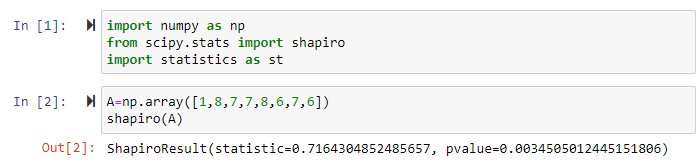 In [1]: import numpy as np
from scipy.stats import shapiro
import statistics as st
In [2]: A=np.array([1,8,7,7,8,6,7,6])
shapiro(A)
Out[2]: ShapiroResult(statistic=0.7164304852485657, pvalue=0.0034505012445151806)